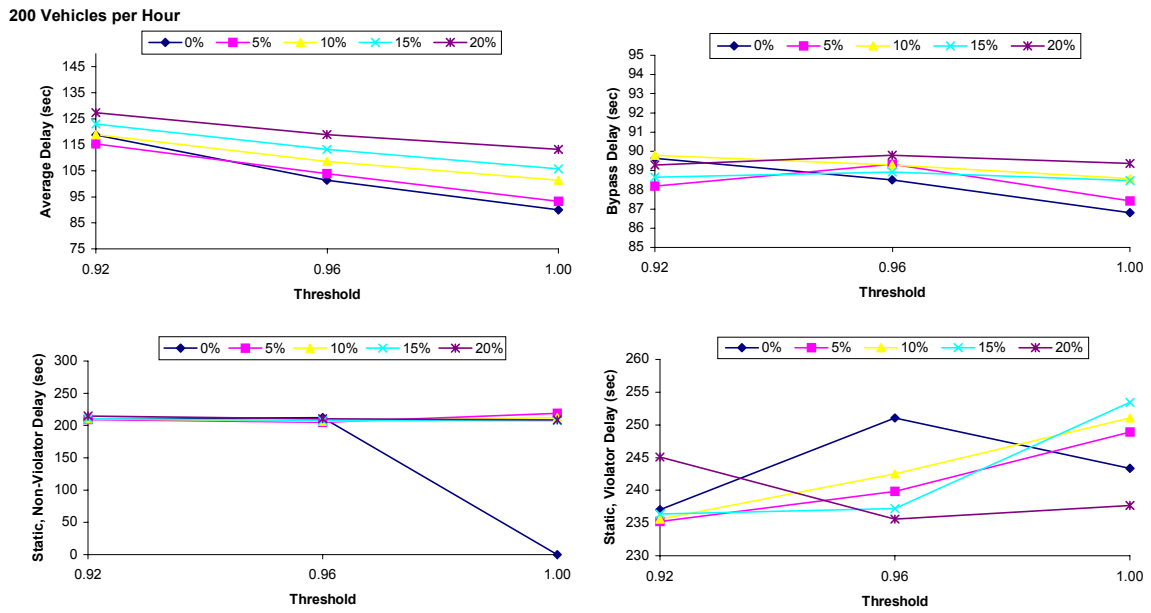 200 Vehicles per Hour
0% 5% 10% 15% 20%
Average Delay (sec)
145
135
125
115
105
95
85
75
0.92 0.96 1.00
Threshold
0% 5% 10% 15% 20%
Bypass Delay (sec)
95
94
93
92
91
90
89
88
87
86
85
0.92 0.96 1.00
Threshold
0% 5% 10% 15% 20%
Static, Non-Violator Delay (sec)
300
250
200
150
100
50
0
0.92 0.96 1.00
Threshold
0% 5% 10% 15% 20%
Static, Violator Delay (sec)
260
255
250
245
240
235
230
0.92 0.96 1.00
Threshold